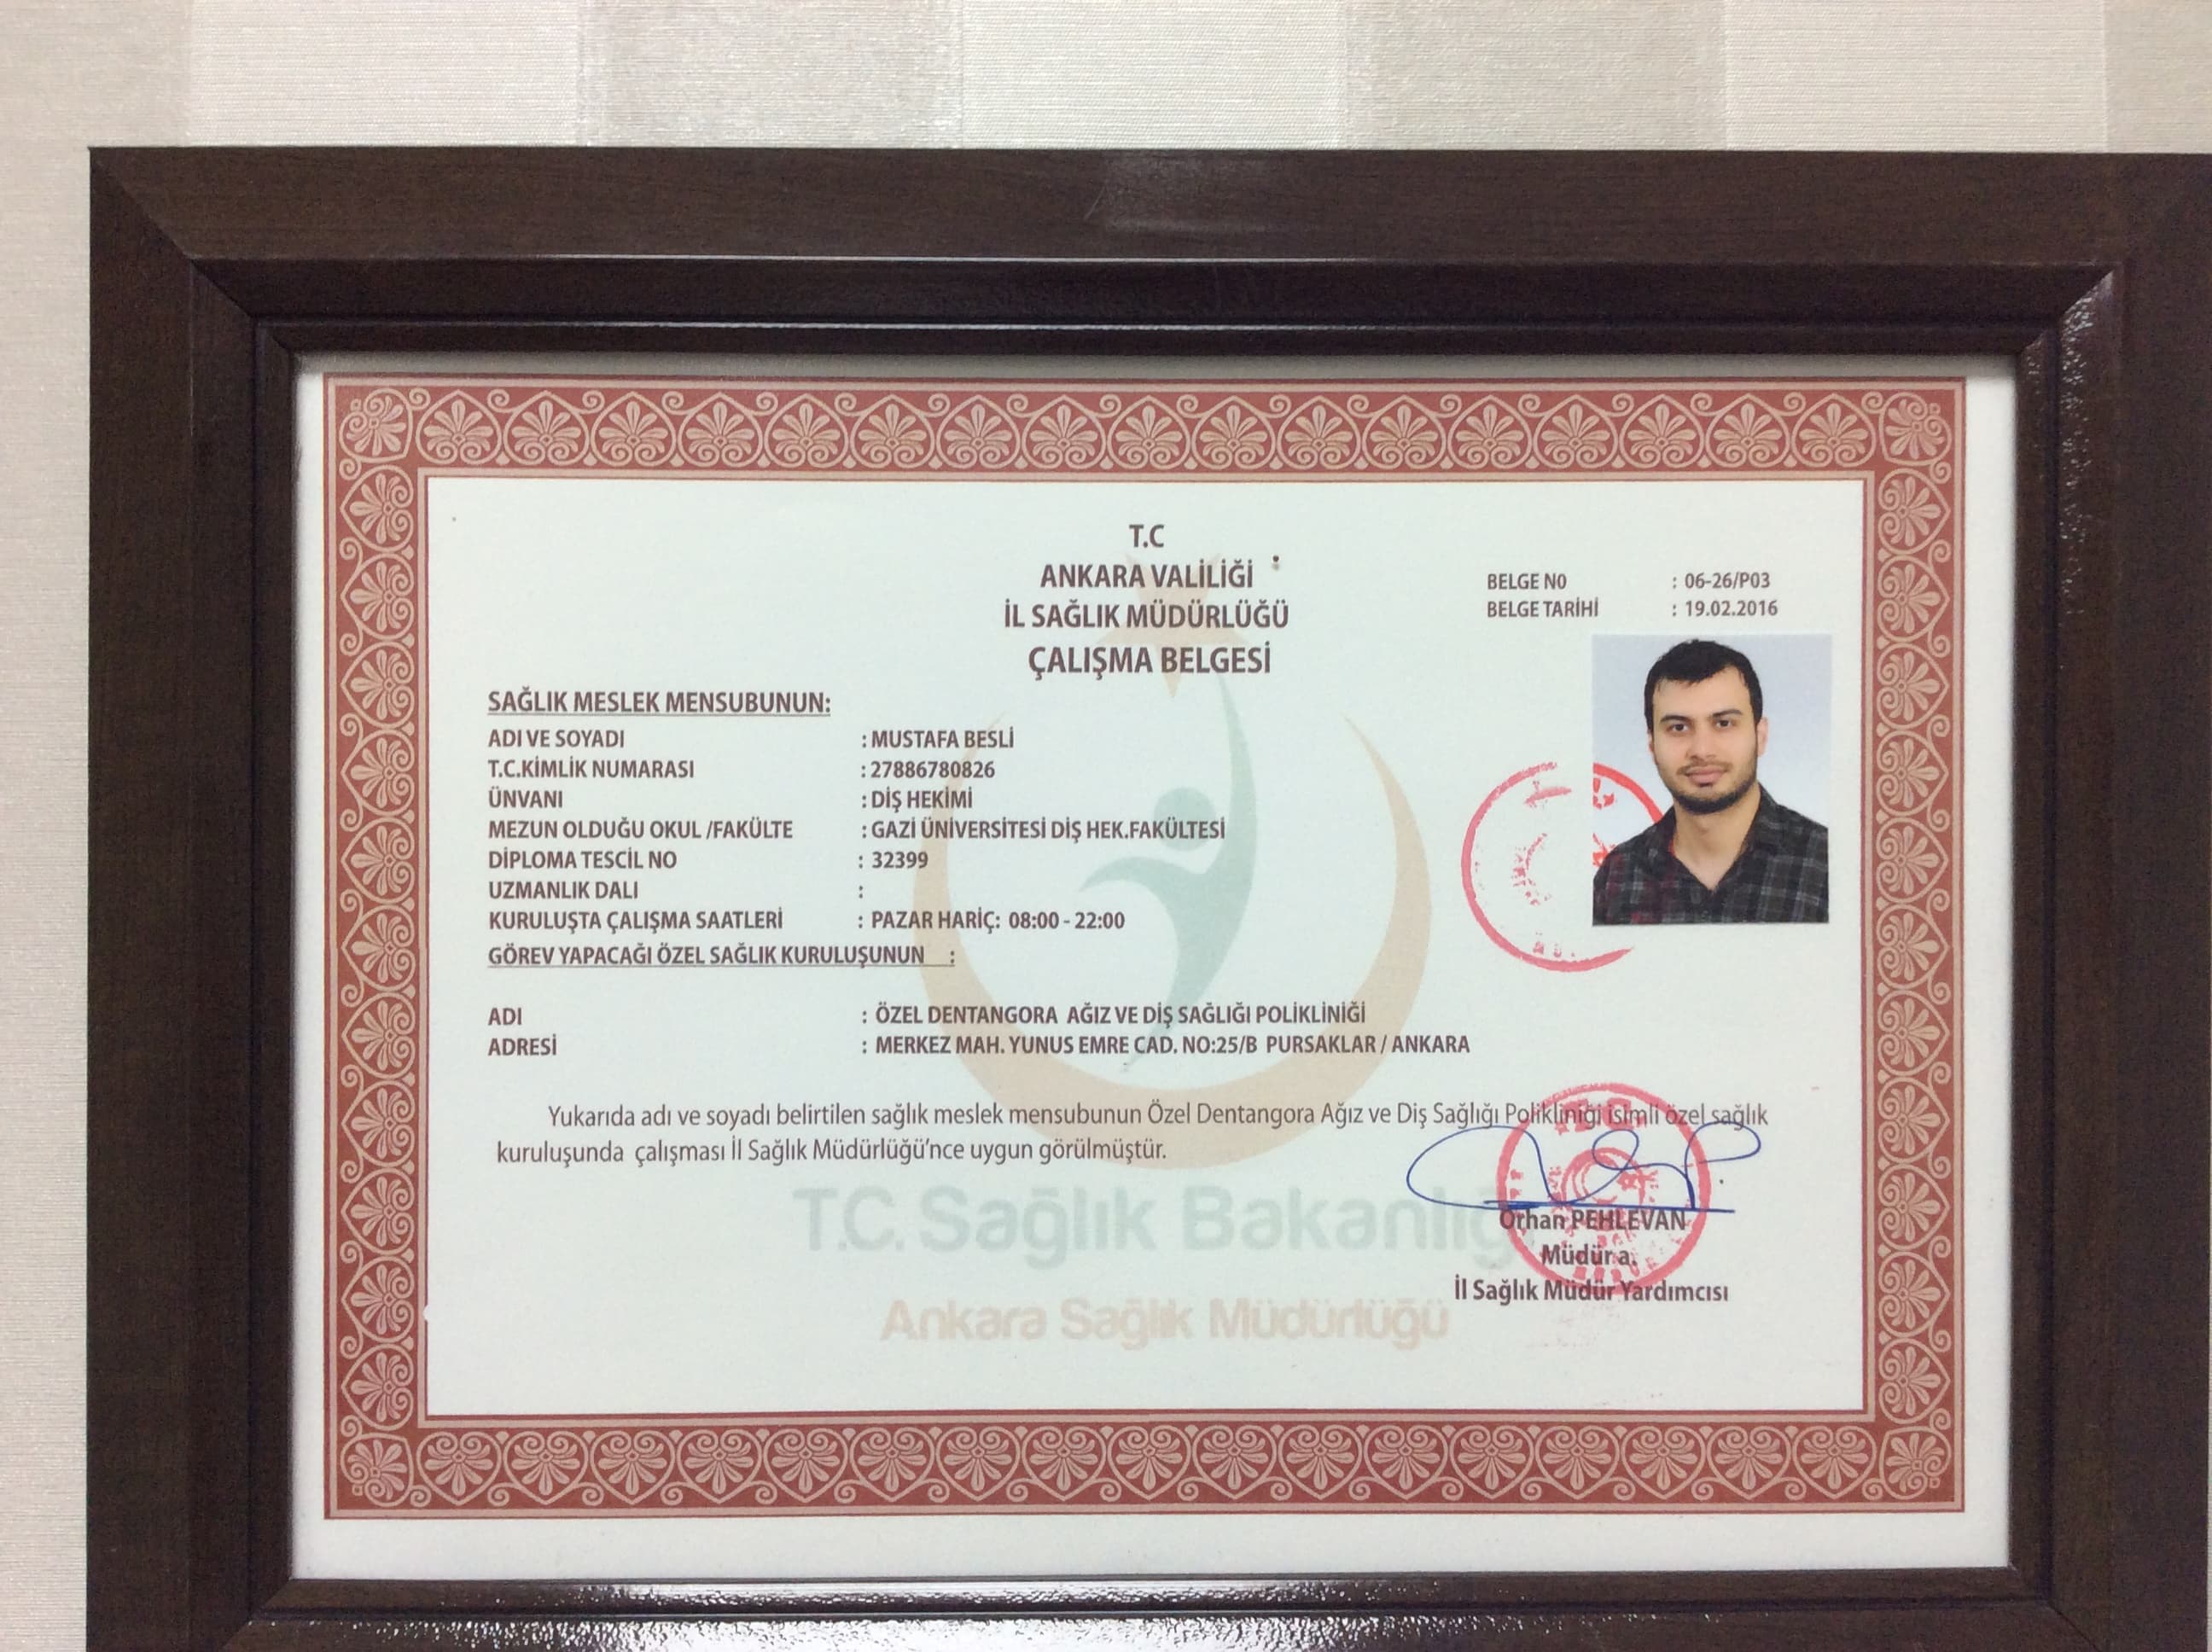 T.C
ANKARA VALİLİĞİ
İL SAĞLIK MÜDÜRLÜĞÜ
ÇALIŞMA BELGESİ
BELGE NO : 06-26/P03
BELGE TARİHİ : 19.02.2016
SAĞLIK MESLEK MENSUBUNUN:
ADI VE SOYADI : MUSTAFA BESLİ
T.C.KİMLİK NUMARASI : 27886780826
ÜNVANI : DİŞ HEKİMİ
MEZUN OLDUĞU OKUL /FAKÜLTE : GAZİ ÜNİVERSİTESİ DİŞ HEK.FAKÜLTESİ
DİPLOMA TESCİL NO : 32399
UZMANLIK DALI :
KURULUŞTA ÇALIŞMA SAATLERİ : PAZAR HARİÇ: 08:00 - 22:00
GÖREV YAPACAĞI ÖZEL SAĞLIK KURULUŞUNUN :
ADI : ÖZEL DENTANGORA AĞIZ VE DİŞ SAĞLIĞI POLİKLİNİĞİ
ADRESİ : MERKEZ MAH. YUNUS EMRE CAD. NO:25/B PURSAKLAR / ANKARA
Yukarıda adı ve soyadı belirtilen sağlık meslek mensubunun Özel Dentangora Ağız ve Diş Sağlığı Polikliniği isimli özel sağlık
kuruluşunda çalışması İl Sağlık Müdürlüğü'nce uygun görülmüştür.
T.C. Sağlık Bakanlığı
Orhan PEHLEVAN
Müdür a.
İl Sağlık Müdür Yardımcısı
Ankara Sağlık Müdürlüğü